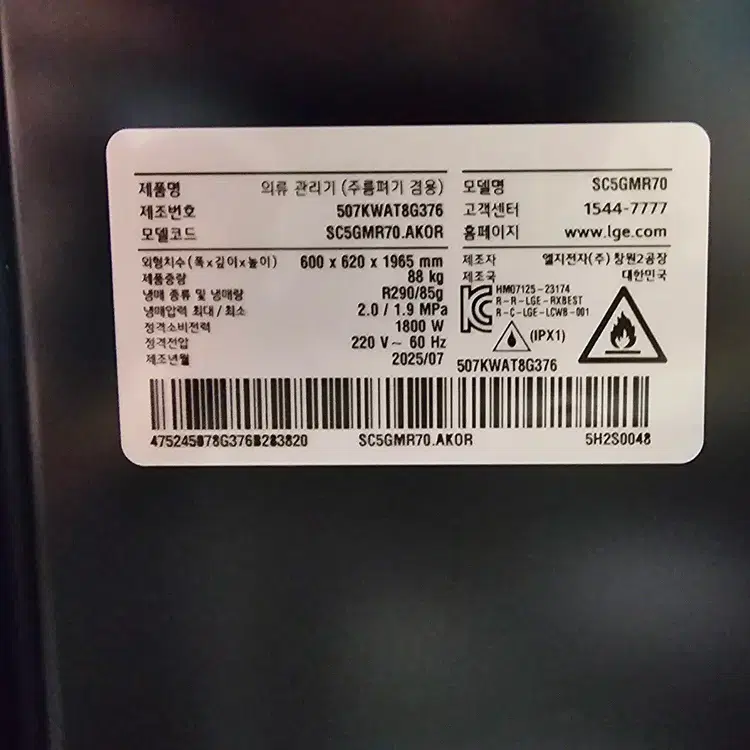 제품명 의류 관리기 (주름펴기 겸용)
제조번호 507KWAT8G376
모델코드 SC5GMR70.AKOR
모델명 SC5GMR70
고객센터 1544-7777
홈페이지 www.lge.com
외형치수(폭x깊이x높이) 600 x 620 x 1965 mm
제품중량 88 kg
냉매 종류 및 냉매량 R290/85g
냉매압력 최대 / 최소 2.0 / 1.9 MPa
정격소비전력 1800 W
정격전압 220 V ~ 60 Hz
제조년월 2025/07
제조자 엘지전자(주) 창원2공장
제조국 대한민국
HM07125-23174
R-R-LGE-RXBEST
R-C-LGE-LCWB-001
(IPX1)
507KWAT8G376
SC5GMR70.AKOR
5H2S0048